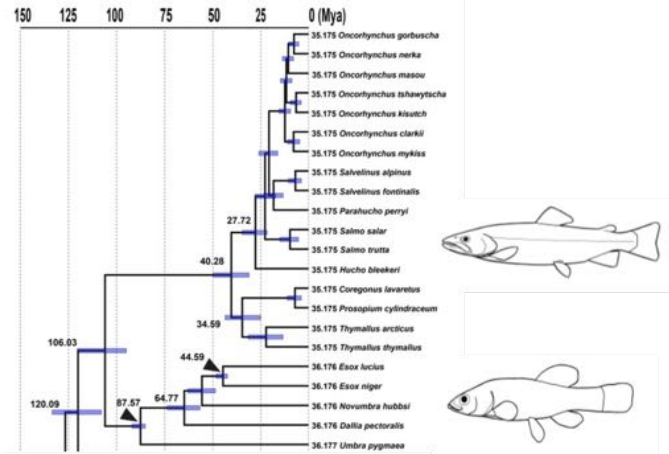 150 100 50 25 0 (Mya)
35.175 Oncorhynchus gorbuscha
35.175 Oncorhynchus nerka
35.175 Oncorhynchus masou
35.175 Oncorhynchus tshawytscha
35.175 Oncorhynchus kisutch
35.175 Oncorhynchus clarkii
35.175 Oncorhynchus mykiss
35.175 Salvelinus alpinus
35.175 Salvelinus fontinalis
35.175 Parahucho perryi
27.72
35.175 Salmo salar
35.175 Salmo trutta
40.28
35.175 Hucho bleekeri
35.175 Coregonus lavaretus
35.175 Prosopium cylindraceum
34.59
35.175 Thymallus arcticus
106.03
35.175 Thymallus thymallus
44.59
36.176 Esox lucius
36.176 Esox niger
64.77
120.09
87.57
36.176 Novumbra hubbsi
36.176 Dallia pectoralis
36.177 Umbra pygmaea